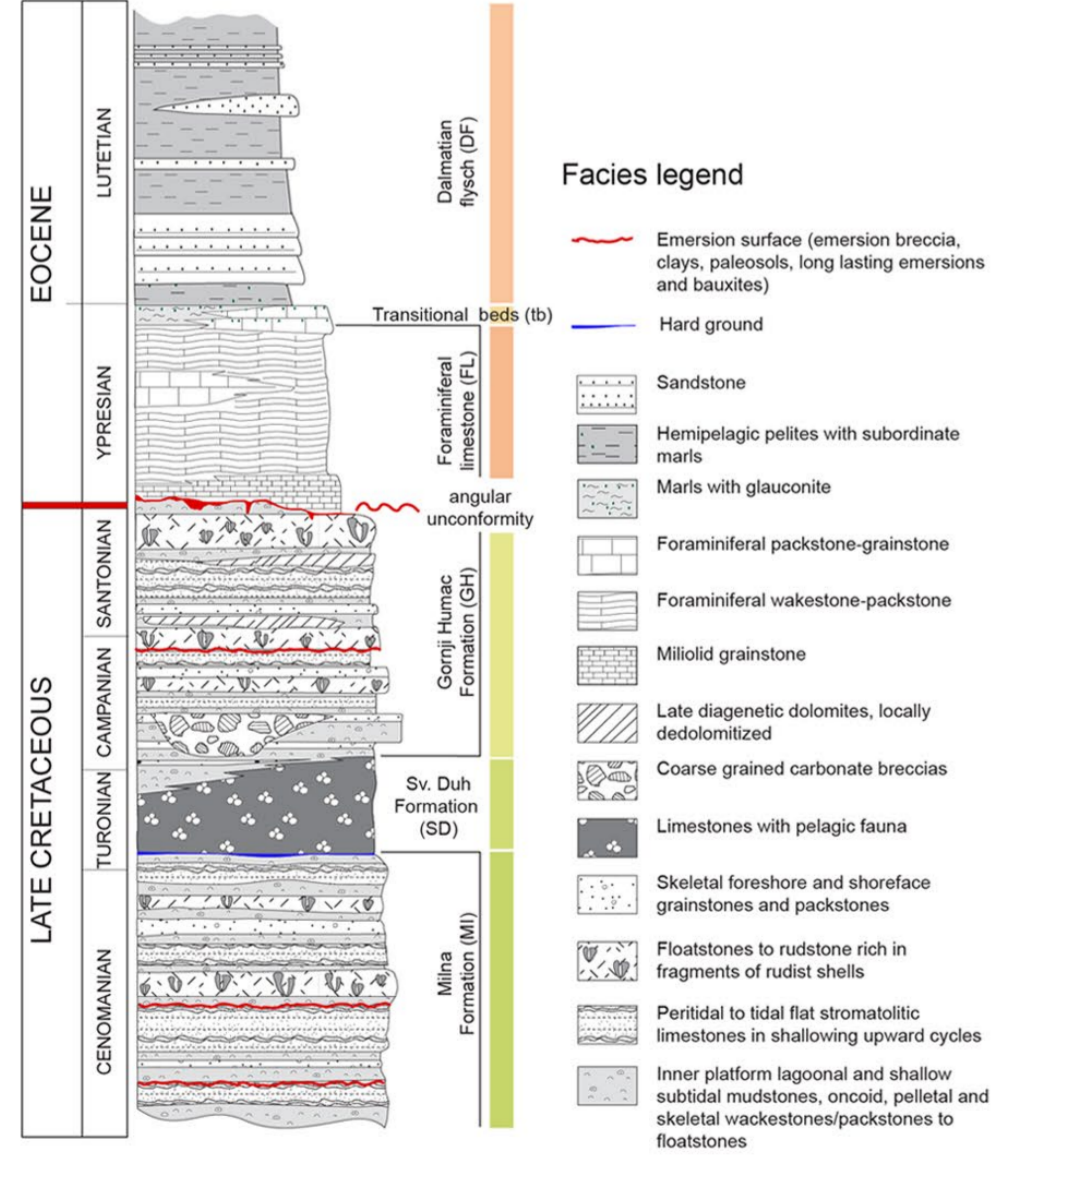 EOCENE
LUTETIAN
YPRESIAN
LATE CRETACEOUS
SANTONIAN
CAMPANIAN
TURONIAN
CENOMANIAN
Dalmatian
flysch (DF)
Transitional beds (tb)
Foraminiferal
limestone (FL)
angular
unconformity
Gornji Humac
Formation (GH)
Sv. Duh
Formation
(SD)
Milna
Formation (MI)
Facies legend
Emersion surface (emersion breccia,
clays, paleosols, long lasting emersions
and bauxites)
Hard ground
Sandstone
Hemipelagic pelites with subordinate
marls
Marls with glauconite
Foraminiferal packstone-grainstone
Foraminiferal wakestone-packstone
Miliolid grainstone
Late diagenetic dolomites, locally
dedolomitized
Coarse grained carbonate breccias
Limestones with pelagic fauna
Skeletal foreshore and shoreface
grainstones and packstones
Floatstones to rudstone rich in
fragments of rudist shells
Peritidal to tidal flat stromatolitic
limestones in shallowing upward cycles
Inner platform lagoonal and shallow
subtidal mudstones, oncoid, pelletal and
skeletal wackestones/packstones to
floatstones